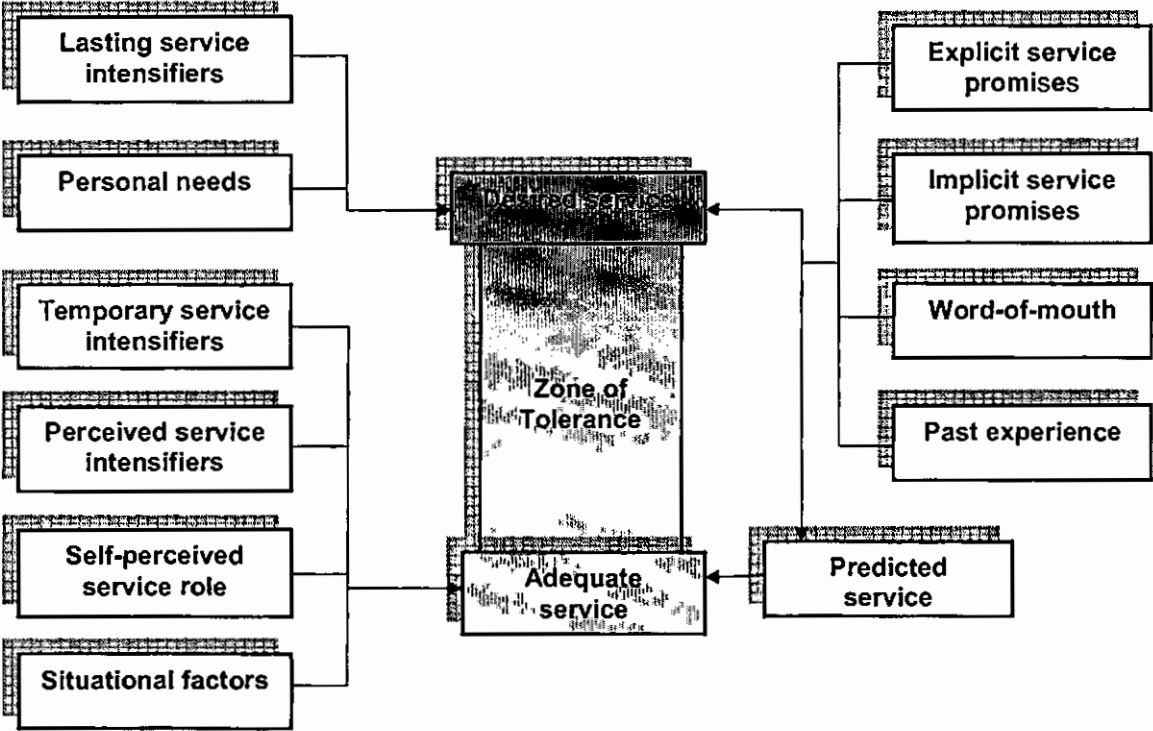 Lasting service
intensifiers
Personal needs
Temporary service
intensifiers
Perceived service
intensifiers
Self-perceived
service role
Situational factors
Desired service
Zone of
Tolerance
Adequate
service
Explicit service
promises
Implicit service
promises
Word-of-mouth
Past experience
Predicted
service